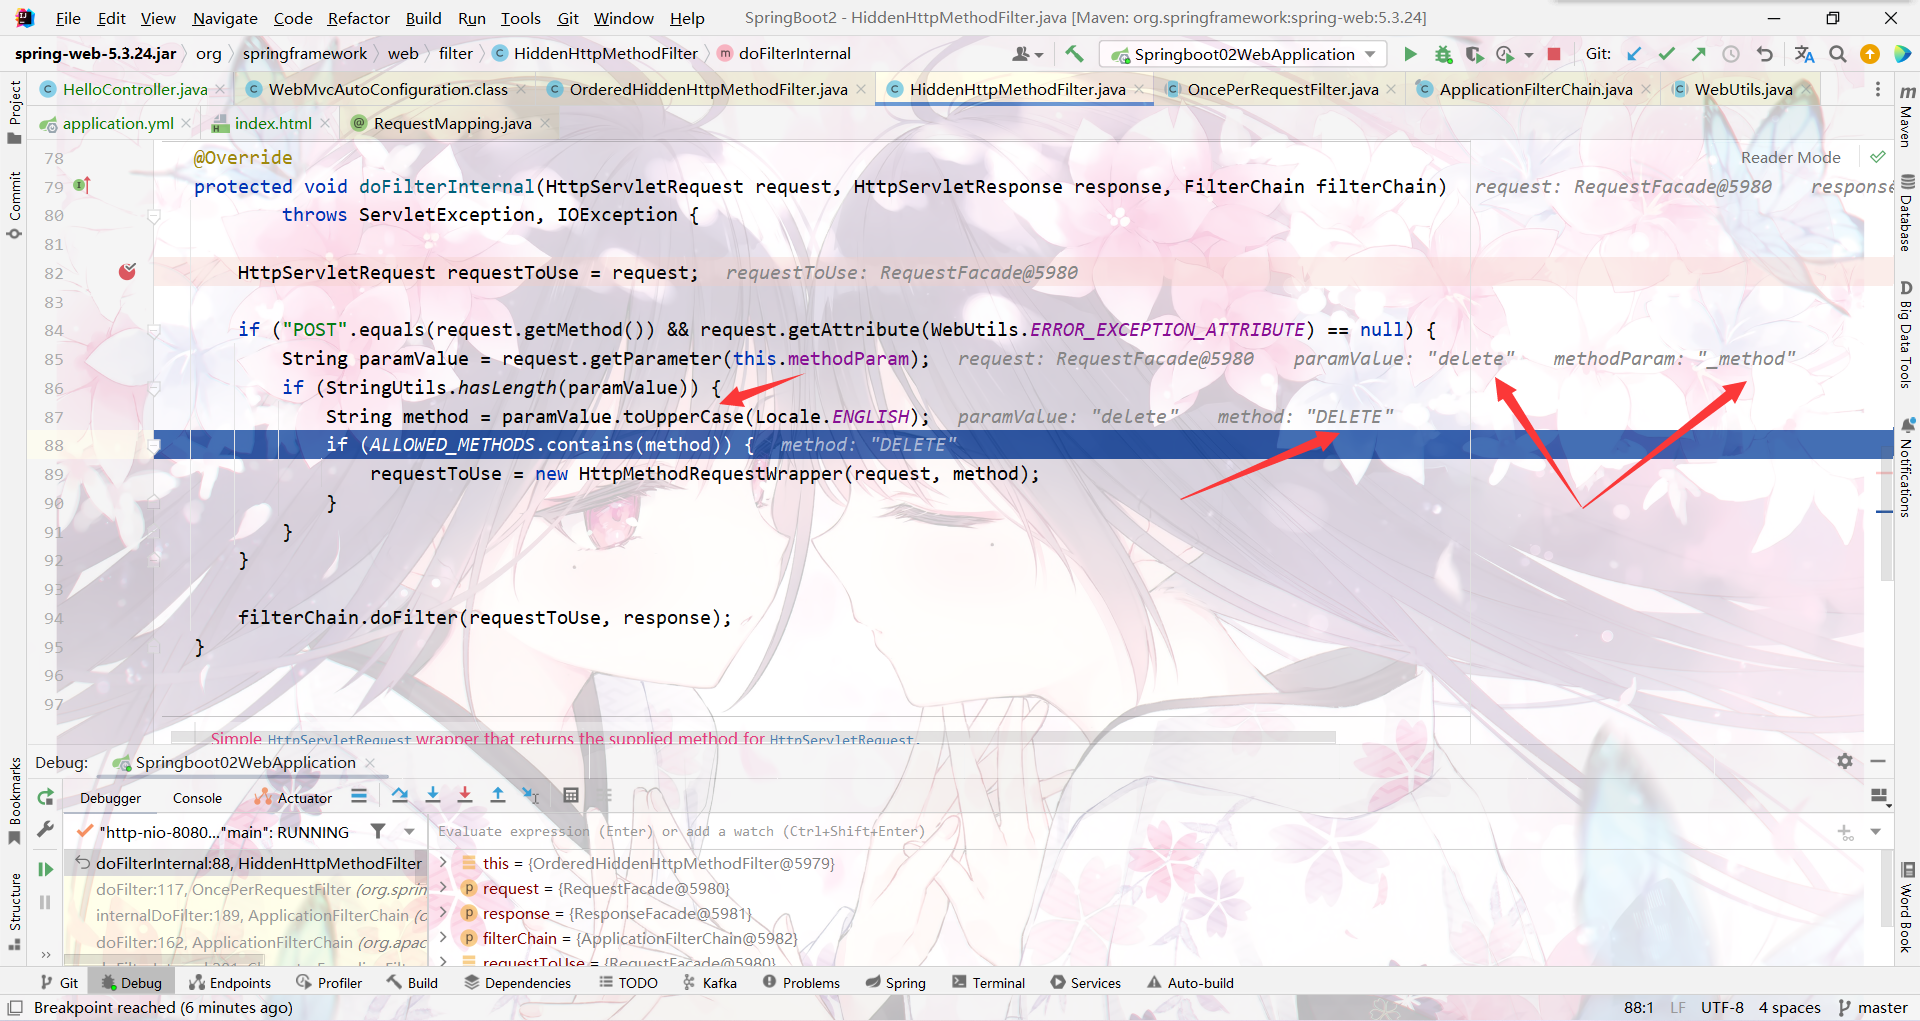 File Edit View Navigate Code Refactor Build Run Tools Git Window Help SpringBoot2 - HiddenHttpMethodFilter.java [Maven: org.springframework:spring-web:5.3.24]
spring-web-5.3.24.jar org springframework web filter HiddenHttpMethodFilter doFilterInternal Springboot02WebApplication Git:
HelloController.java WebMvcAutoConfiguration.class OrderedHiddenHttpMethodFilter.java HiddenHttpMethodFilter.java OncePerRequestFilter.java ApplicationFilterChain.java WebUtils.java
application.yml index.html RequestMapping.java
Reader Mode
78 @Override
79 protected void doFilterInternal(HttpServletRequest request, HttpServletResponse response, FilterChain filterChain) request: RequestFacade@5980 response
80 throws ServletException, IOException {
81
82 HttpServletRequest requestToUse = request; requestToUse: RequestFacade@5980
83
84 if ("POST".equals(request.getMethod()) && request.getAttribute(WebUtils.ERROR_EXCEPTION_ATTRIBUTE) == null) {
85 String paramValue = request.getParameter(this.methodParam); request: RequestFacade@5980 paramValue: "delete" methodParam: "_method"
86 if (StringUtils.hasLength(paramValue)) {
87 String method = paramValue.toUpperCase(Locale.ENGLISH); paramValue: "delete" method: "DELETE"
88 if (ALLOWED_METHODS.contains(method)) { method: "DELETE"
89 requestToUse = new HttpMethodRequestWrapper(request, method);
90 }
91 }
92 }
93
94 filterChain.doFilter(requestToUse, response);
95 }
96
97
Simple HttpServletRequest wrapper that returns the supplied method for HttpServletRequest.
Project
Commit
Bookmarks
Structure
Maven
Database
Big Data Tools
Notifications
Word Book
Debug: Springboot02WebApplication
Debugger Console Actuator
"http-nio-8080..."main": RUNNING
Evaluate expression (Enter) or add a watch (Ctrl+Shift+Enter)
doFilterInternal:88, HiddenHttpMethodFilter
doFilter:117, OncePerRequestFilter (org.sprin
internalDoFilter:189, ApplicationFilterChain (o
doFilter:162, ApplicationFilterChain (org.apac
this = {OrderedHiddenHttpMethodFilter@5979}
request = {RequestFacade@5980}
response = {ResponseFacade@5981}
filterChain = {ApplicationFilterChain@5982}
requestToUse = {RequestFacade@5980}
Git Debug Endpoints Profiler Build Dependencies TODO Kafka Problems Spring Terminal Services Auto-build
Breakpoint reached (6 minutes ago) 88:1 LF UTF-8 4 spaces master